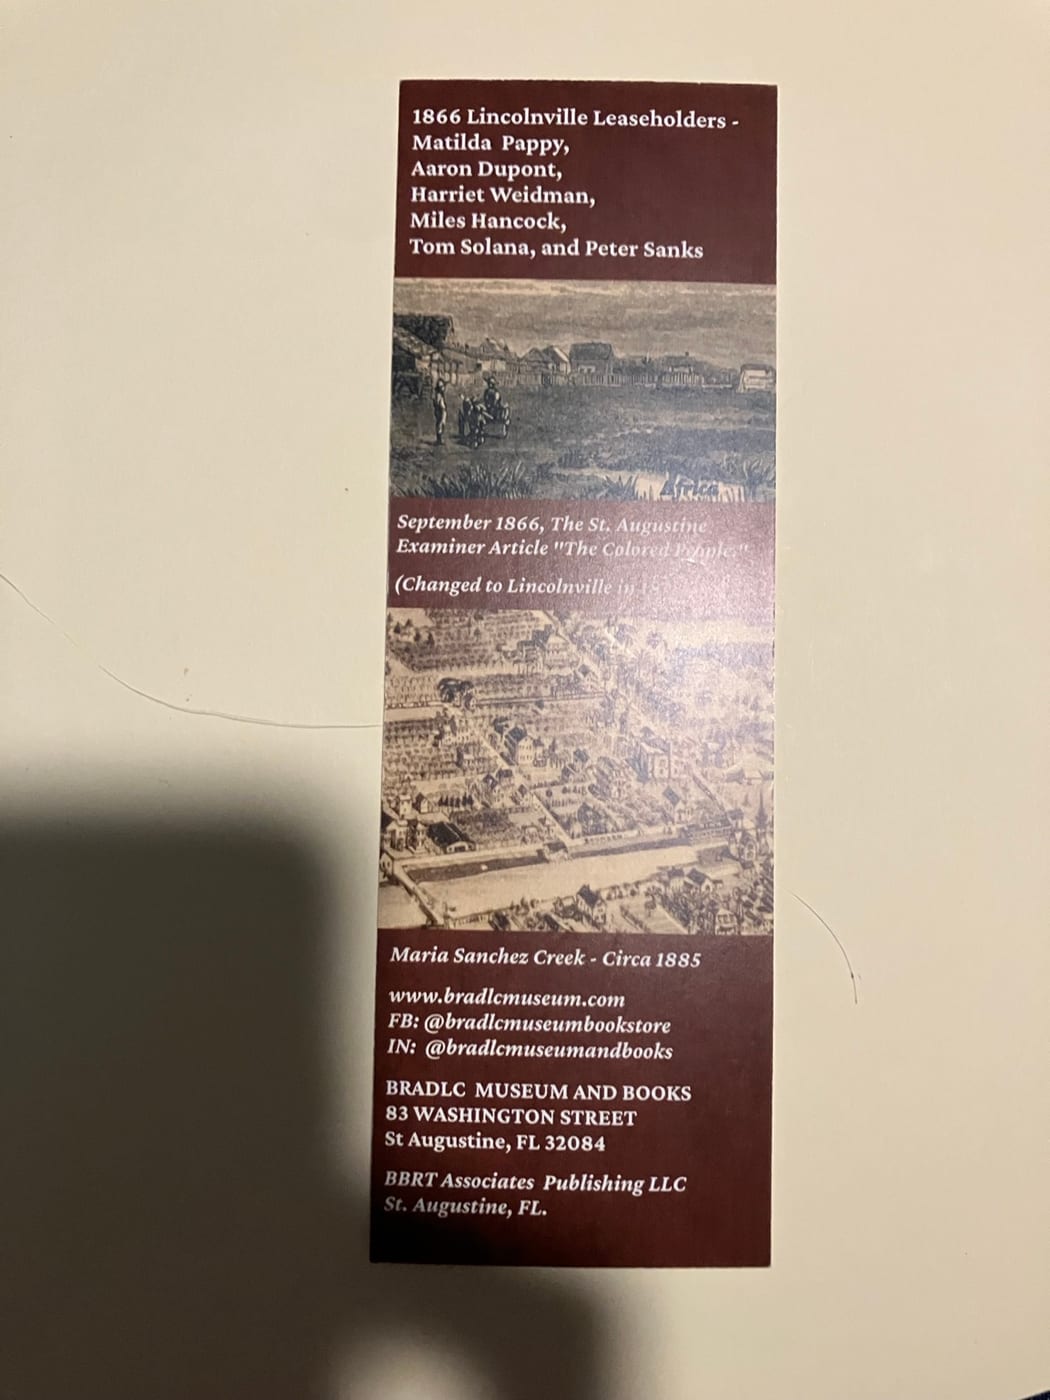 1866 Lincolnville Leaseholders -
Matilda Pappy,
Aaron Dupont,
Harriet Weidman,
Miles Hancock,
Tom Solana, and Peter Sanks
Africa
September 1866, The St. Augustine
Examiner Article "The Colored People."
(Changed to Lincolnville in
Maria Sanchez Creek - Circa 1885
www.bradlcmuseum.com
FB: @bradlcmuseumbookstore
IN: @bradlcmuseumandbooks
BRADLC MUSEUM AND BOOKS
83 WASHINGTON STREET
St Augustine, FL 32084
BBRT Associates Publishing LLC
St. Augustine, FL.